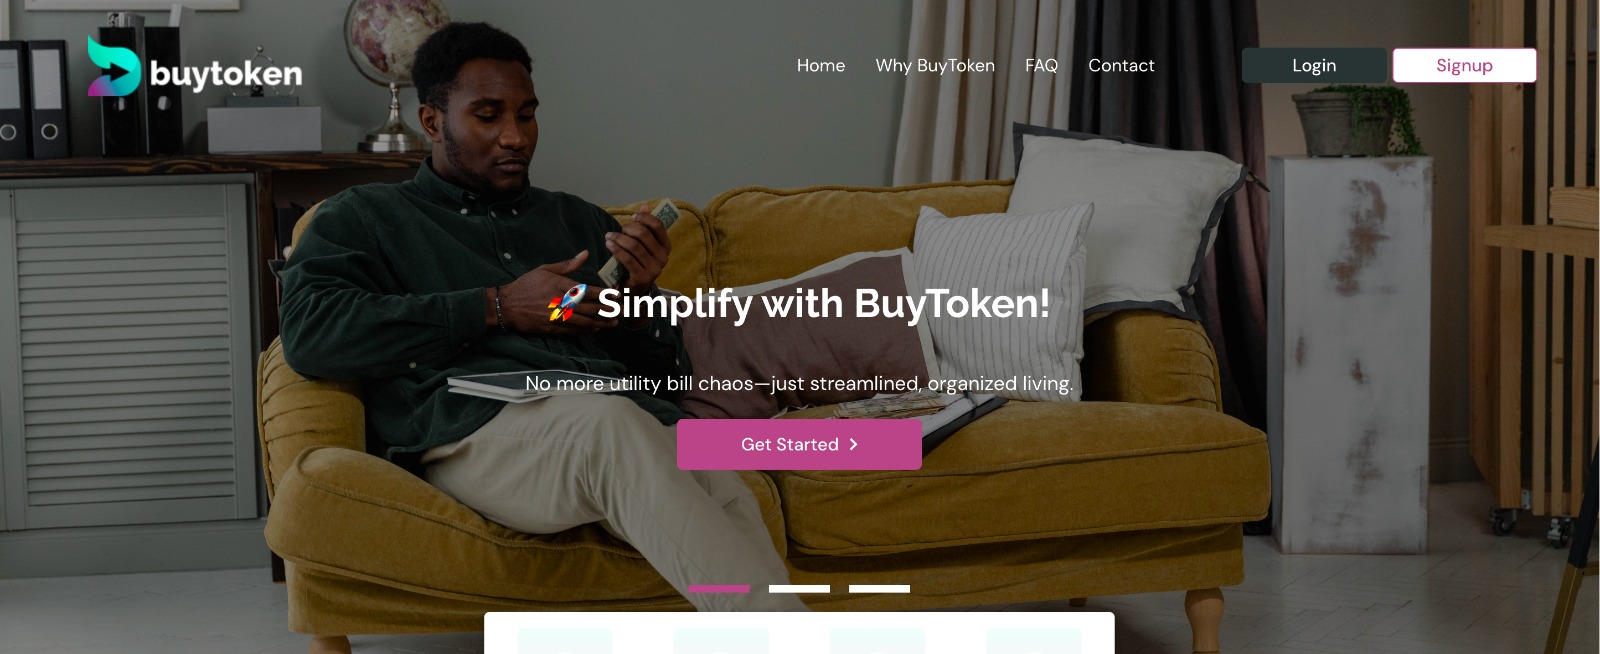 buytoken
Home Why BuyToken FAQ Contact Login Signup
🚀 Simplify with BuyToken!
No more utility bill chaos—just streamlined, organized living.
Get Started